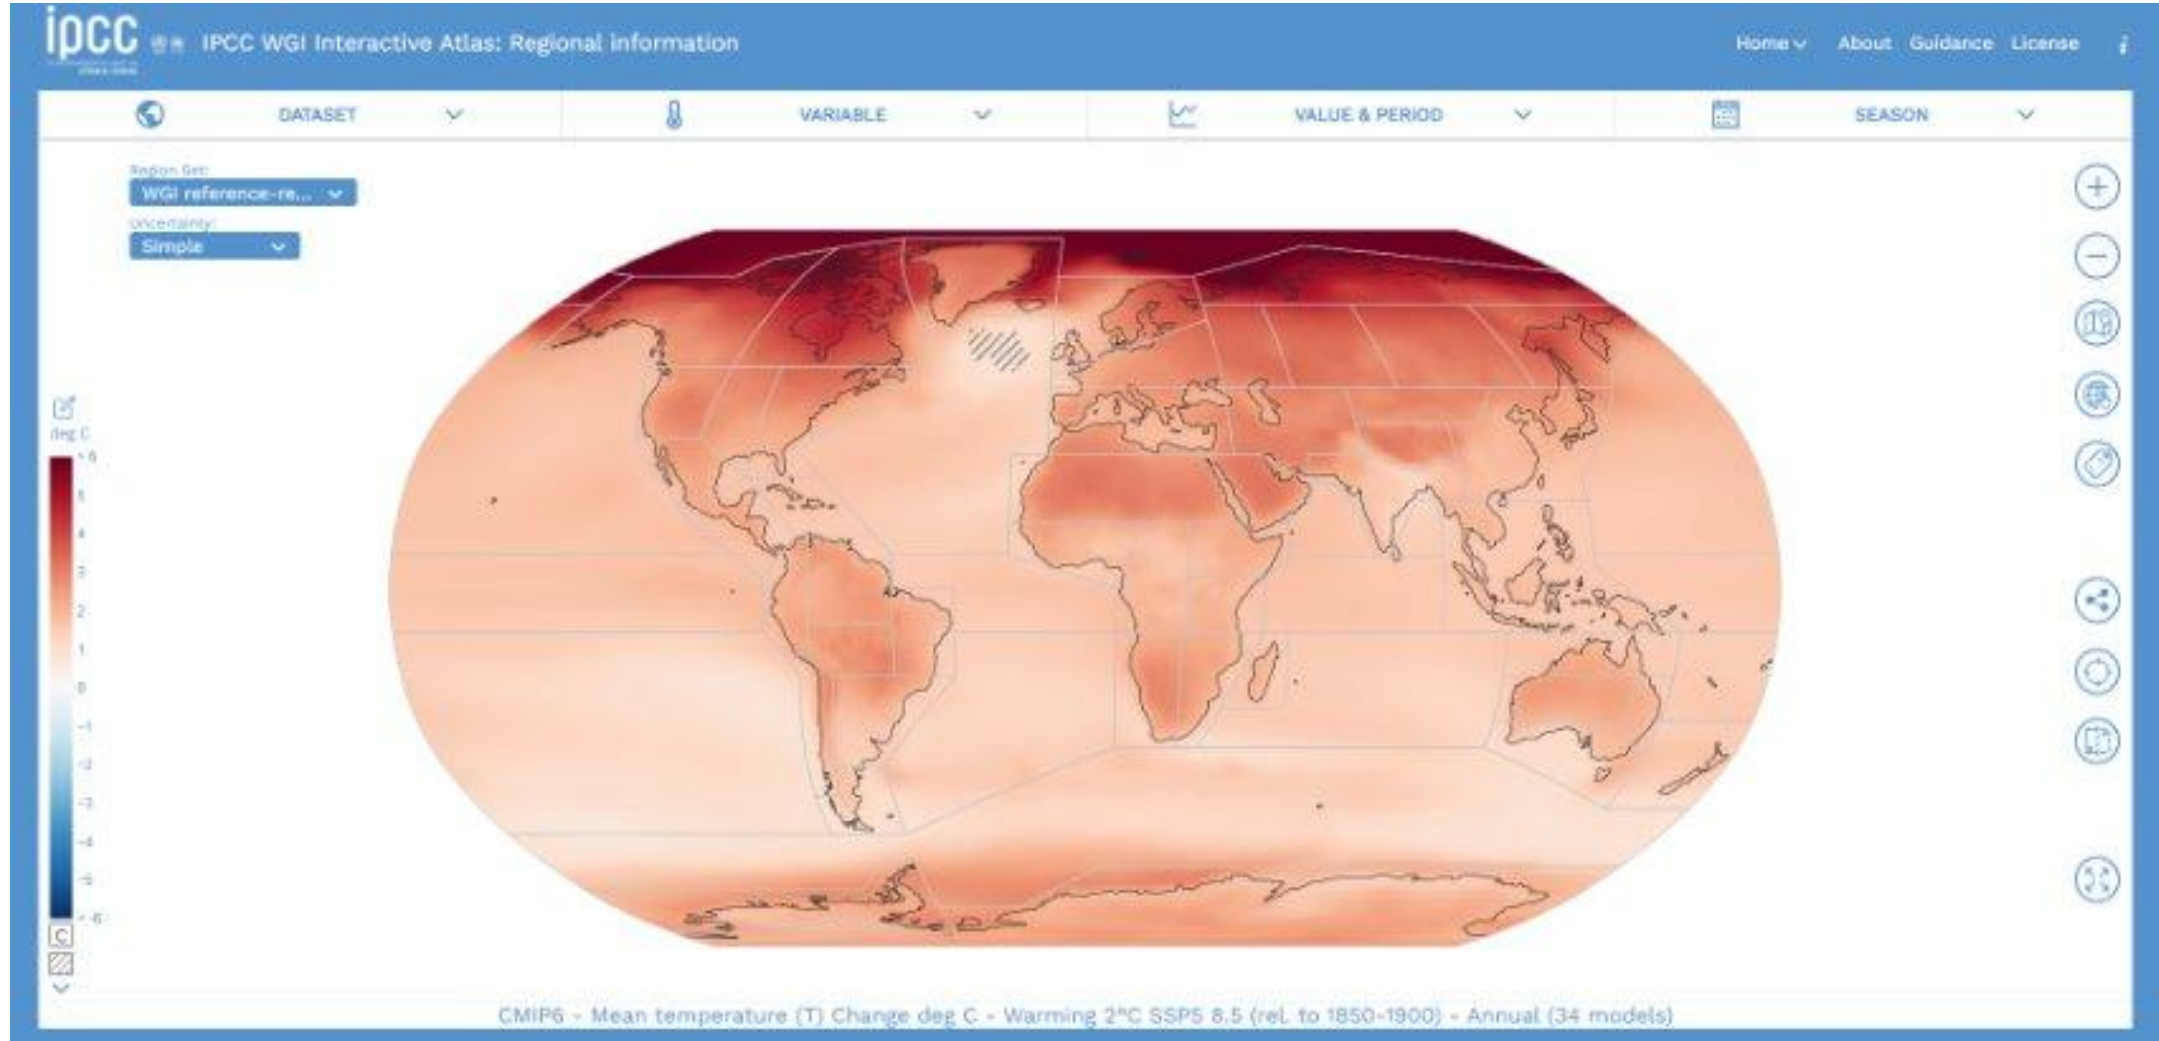 ipcc
IPCC WGI Interactive Atlas: Regional information
Home About Guidance License i
DATASET VARIABLE VALUE & PERIOD SEASON
Region Set:
WGI reference-re...
Uncertainty:
Simple
deg C
5
4
3
2
1
0
-1
-2
-3
-4
-5
C
CMIP6 - Mean temperature (T) Change deg C - Warming 2°C SSP5 8.5 (rel. to 1850-1900) - Annual (34 models)